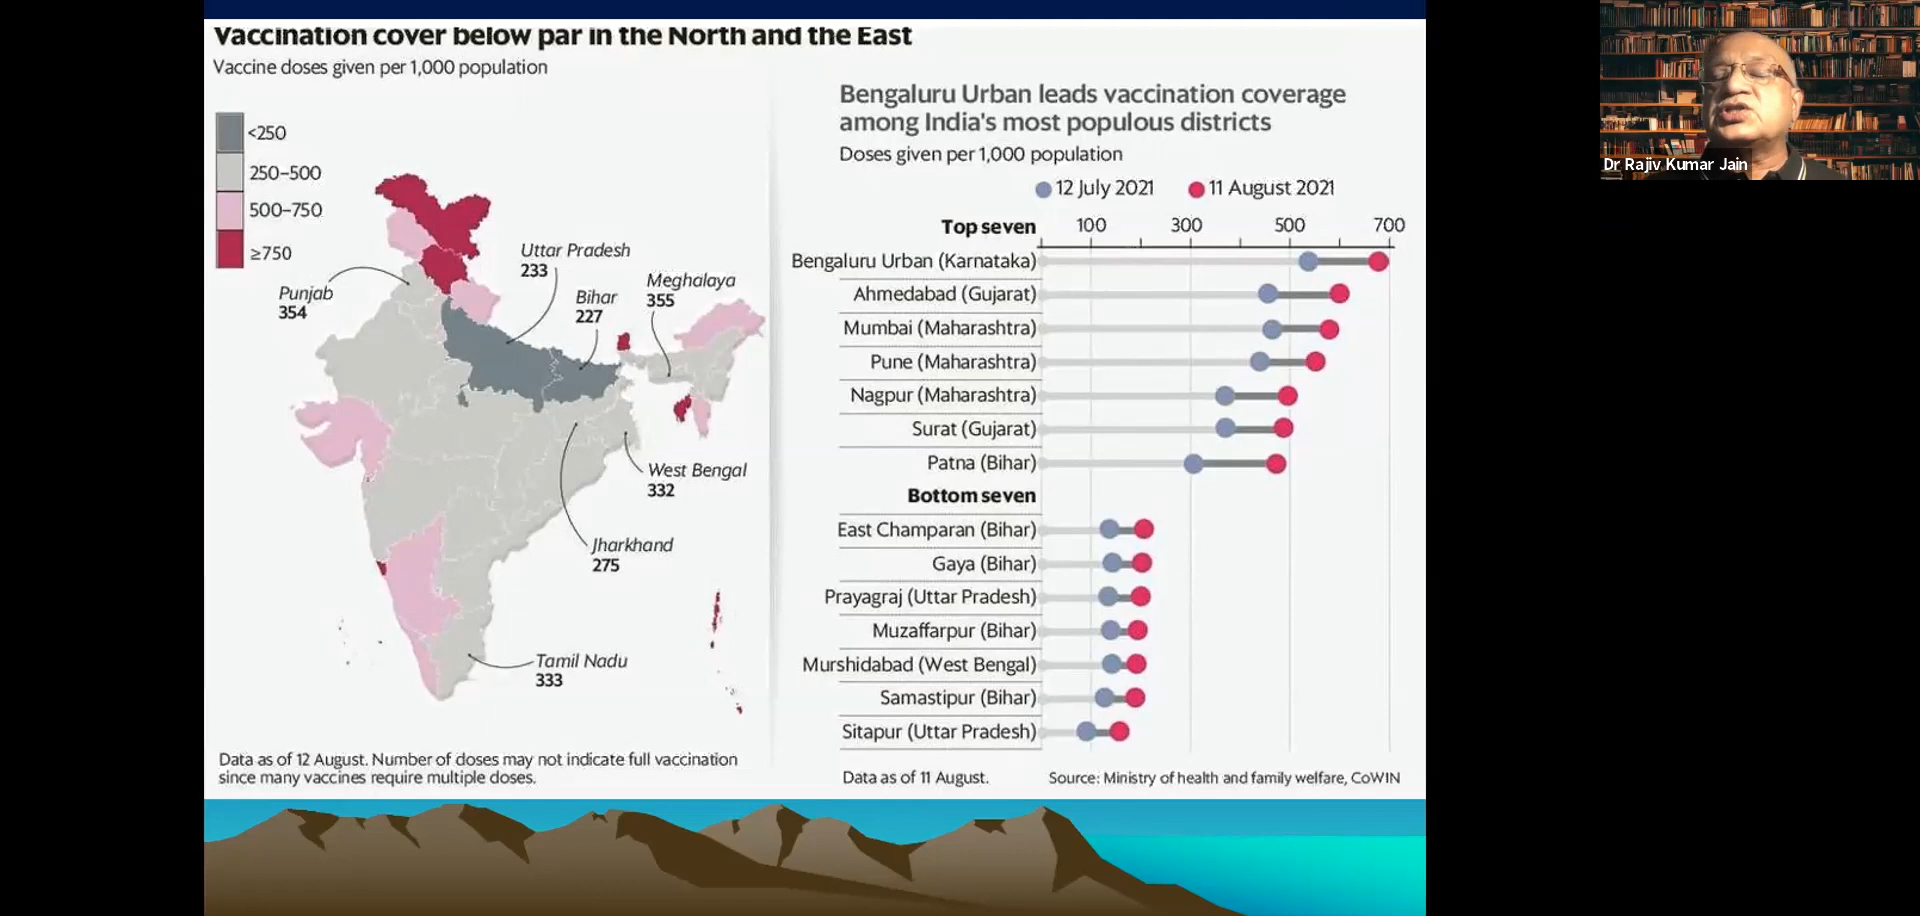 Vaccination cover below par in the North and the East
Vaccine doses given per 1,000 population
<250
250–500
500–750
≥750
Punjab
354
Uttar Pradesh
233
Bihar
227
Meghalaya
355
West Bengal
332
Jharkhand
275
Tamil Nadu
333
Data as of 12 August. Number of doses may not indicate full vaccination
since many vaccines require multiple doses.
Bengaluru Urban leads vaccination coverage
among India's most populous districts
Doses given per 1,000 population
12 July 2021 11 August 2021
Top seven 100 300 500 700
Bengaluru Urban (Karnataka)
Ahmedabad (Gujarat)
Mumbai (Maharashtra)
Pune (Maharashtra)
Nagpur (Maharashtra)
Surat (Gujarat)
Patna (Bihar)
Bottom seven
East Champaran (Bihar)
Gaya (Bihar)
Prayagraj (Uttar Pradesh)
Muzaffarpur (Bihar)
Murshidabad (West Bengal)
Samastipur (Bihar)
Sitapur (Uttar Pradesh)
Data as of 11 August. Source: Ministry of health and family welfare, CoWIN
Dr Rajiv Kumar Jain